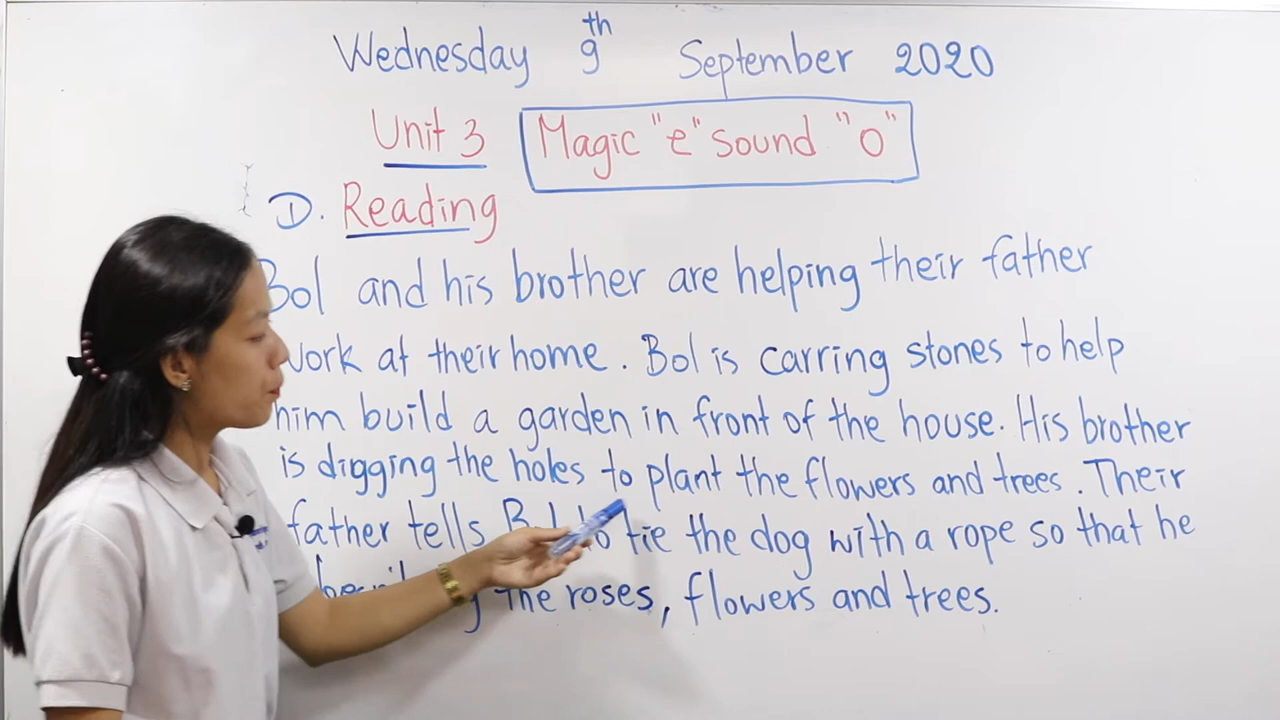 Wednesday 9th September 2020
Unit 3 Magic "e" sound "o"
D. Reading
Bol and his brother are helping their father
work at their home. Bol is carring stones to help
him build a garden in front of the house. His brother
is digging the holes to plant the flowers and trees. Their
father tells Bol to tie the dog with a rope so that he
the roses, flowers and trees.